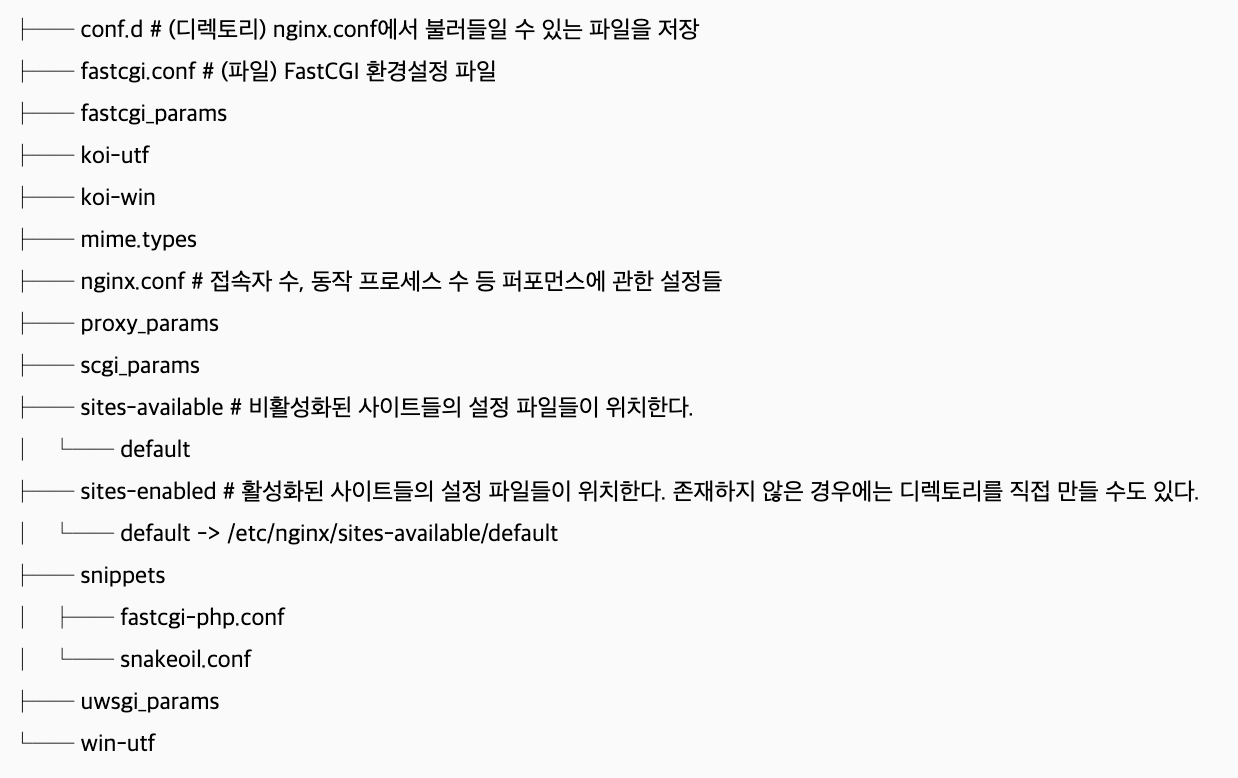 ├── conf.d # (디렉토리) nginx.conf에서 불러들일 수 있는 파일을 저장
├── fastcgi.conf # (파일) FastCGI 환경설정 파일
├── fastcgi_params
├── koi-utf
├── koi-win
├── mime.types
├── nginx.conf # 접속자 수, 동작 프로세스 수 등 퍼포먼스에 관한 설정들
├── proxy_params
├── scgi_params
├── sites-available # 비활성화된 사이트들의 설정 파일들이 위치한다.
│   └── default
├── sites-enabled # 활성화된 사이트들의 설정 파일들이 위치한다. 존재하지 않은 경우에는 디렉토리를 직접 만들 수도 있다.
│   └── default -> /etc/nginx/sites-available/default
├── snippets
│   ├── fastcgi-php.conf
│   └── snakeoil.conf
├── uwsgi_params
└── win-utf